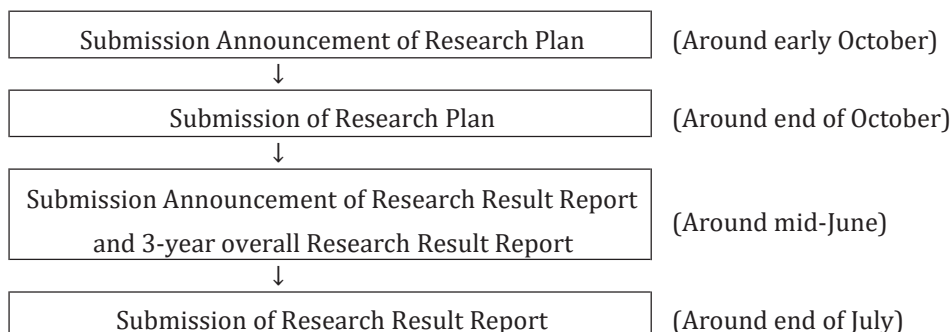 Submission Announcement of Research Plan (Around early October)
↓
Submission of Research Plan (Around end of October)
↓
Submission Announcement of Research Result Report
and 3-year overall Research Result Report
(Around mid-June)
↓
Submission of Research Result Report (Around end of July)